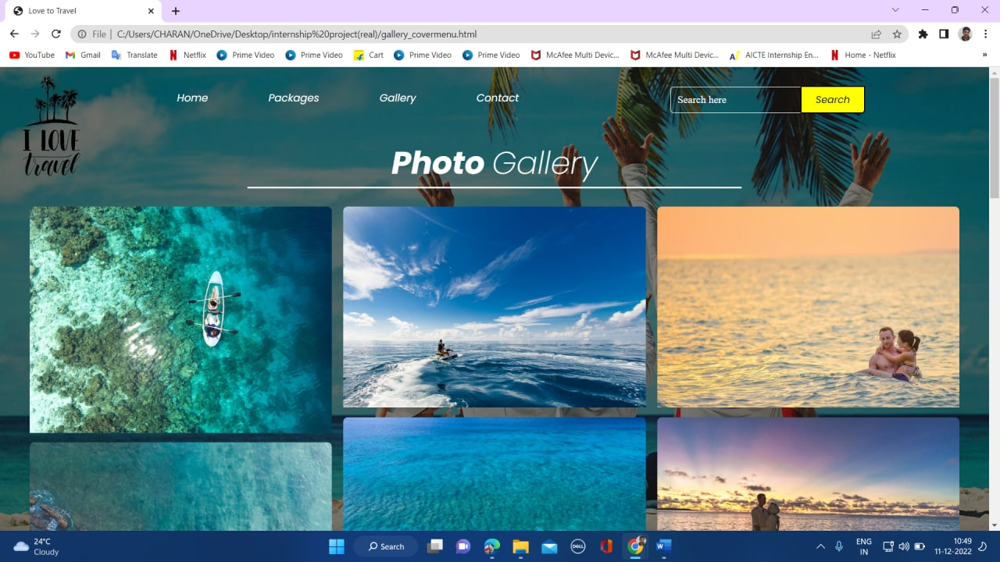 Love to Travel
File | C:/Users/CHARAN/OneDrive/Desktop/internship%20project(real)/gallery_covermenu.html
YouTube Gmail Translate Netflix Prime Video Prime Video Cart Prime Video Prime Video McAfee Multi Devic... McAfee Multi Devic... AICTE Internship En... Home - Netflix »
Home Packages Gallery Contact Search here Search
I LOVE
travel
Photo Gallery
24°C
Cloudy
Search
DELL
W
ENG
IN
10:49
11-12-2022